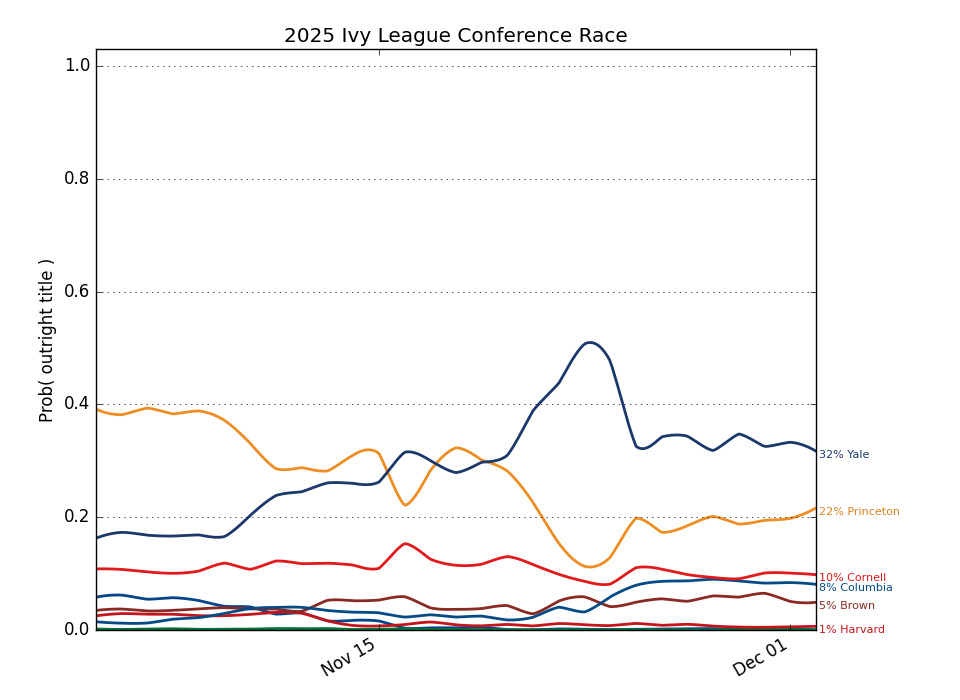 2025 Ivy League Conference Race
Prob( outright title )
1.0
0.8
0.6
0.4
0.2
0.0
32% Yale
22% Princeton
10% Cornell
8% Columbia
5% Brown
1% Harvard
Nov 15
Dec 01